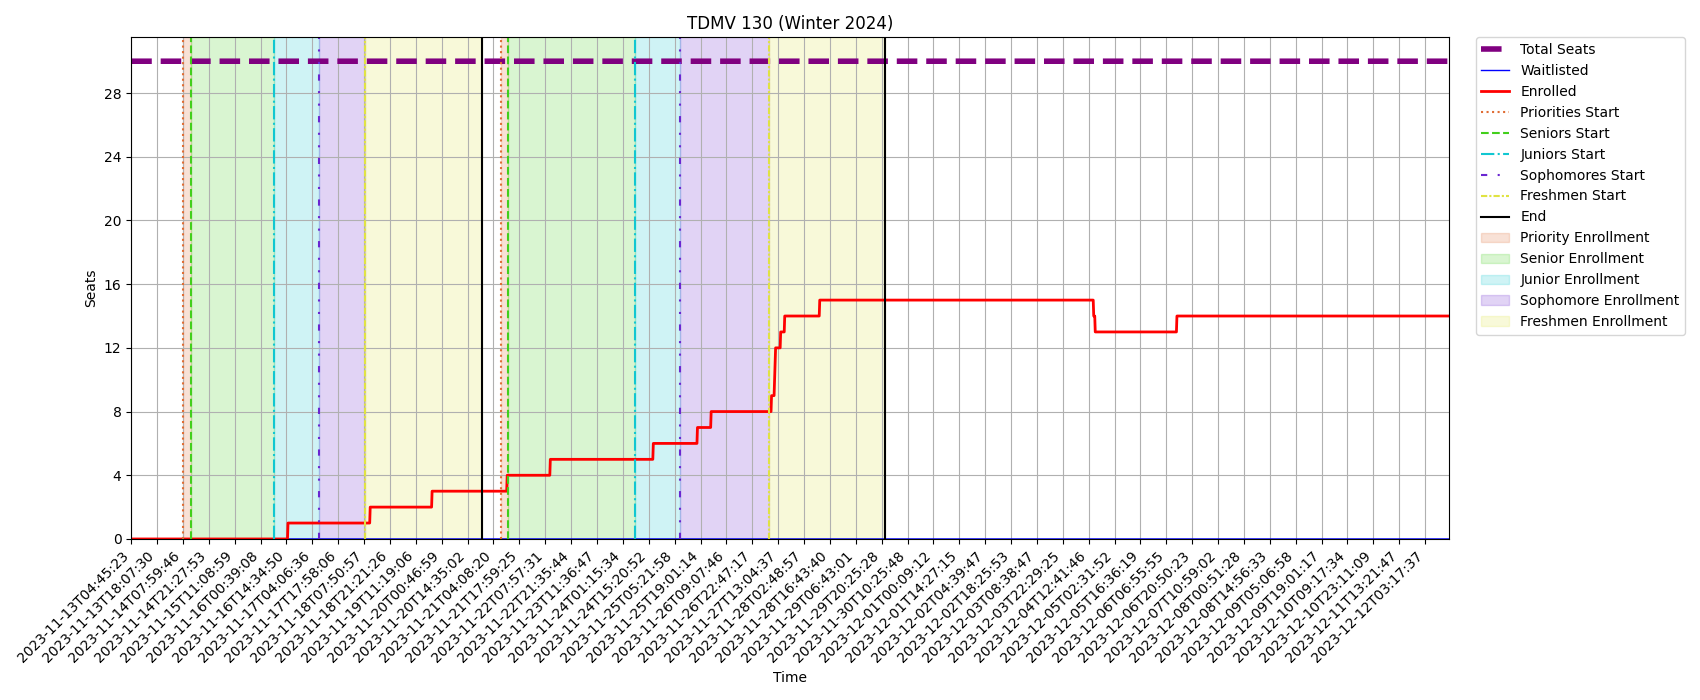 TDMV 130 (Winter 2024)
Seats
28
24
20
16
12
8
4
0
2023-11-13T04:45:23
2023-11-13T18:07:30
2023-11-14T07:59:46
2023-11-14T21:27:53
2023-11-15T11:08:59
2023-11-16T00:39:08
2023-11-16T14:34:50
2023-11-17T04:06:36
2023-11-17T17:58:06
2023-11-18T07:50:57
2023-11-18T21:21:26
2023-11-19T11:19:06
2023-11-20T00:46:59
2023-11-20T14:35:02
2023-11-21T04:08:20
2023-11-21T17:59:25
2023-11-22T07:57:31
2023-11-22T21:35:44
2023-11-23T11:36:47
2023-11-24T01:15:34
2023-11-24T15:20:52
2023-11-25T05:21:58
2023-11-25T19:01:14
2023-11-26T09:07:46
2023-11-26T22:47:17
2023-11-27T13:04:37
2023-11-28T02:48:57
2023-11-28T16:43:40
2023-11-29T06:43:01
2023-11-29T20:25:28
2023-11-30T10:25:48
2023-12-01T00:09:12
2023-12-01T14:27:15
2023-12-02T04:39:47
2023-12-02T18:25:53
2023-12-03T08:38:47
2023-12-03T22:29:25
2023-12-04T12:41:46
2023-12-05T02:31:52
2023-12-05T16:36:19
2023-12-06T06:55:55
2023-12-06T20:50:23
2023-12-07T10:59:02
2023-12-08T00:51:28
2023-12-08T14:56:33
2023-12-09T05:06:58
2023-12-09T19:01:17
2023-12-10T09:17:34
2023-12-10T23:11:09
2023-12-11T13:21:47
2023-12-12T03:17:37
Time
Total Seats
Waitlisted
Enrolled
Priorities Start
Seniors Start
Juniors Start
Sophomores Start
Freshmen Start
End
Priority Enrollment
Senior Enrollment
Junior Enrollment
Sophomore Enrollment
Freshmen Enrollment